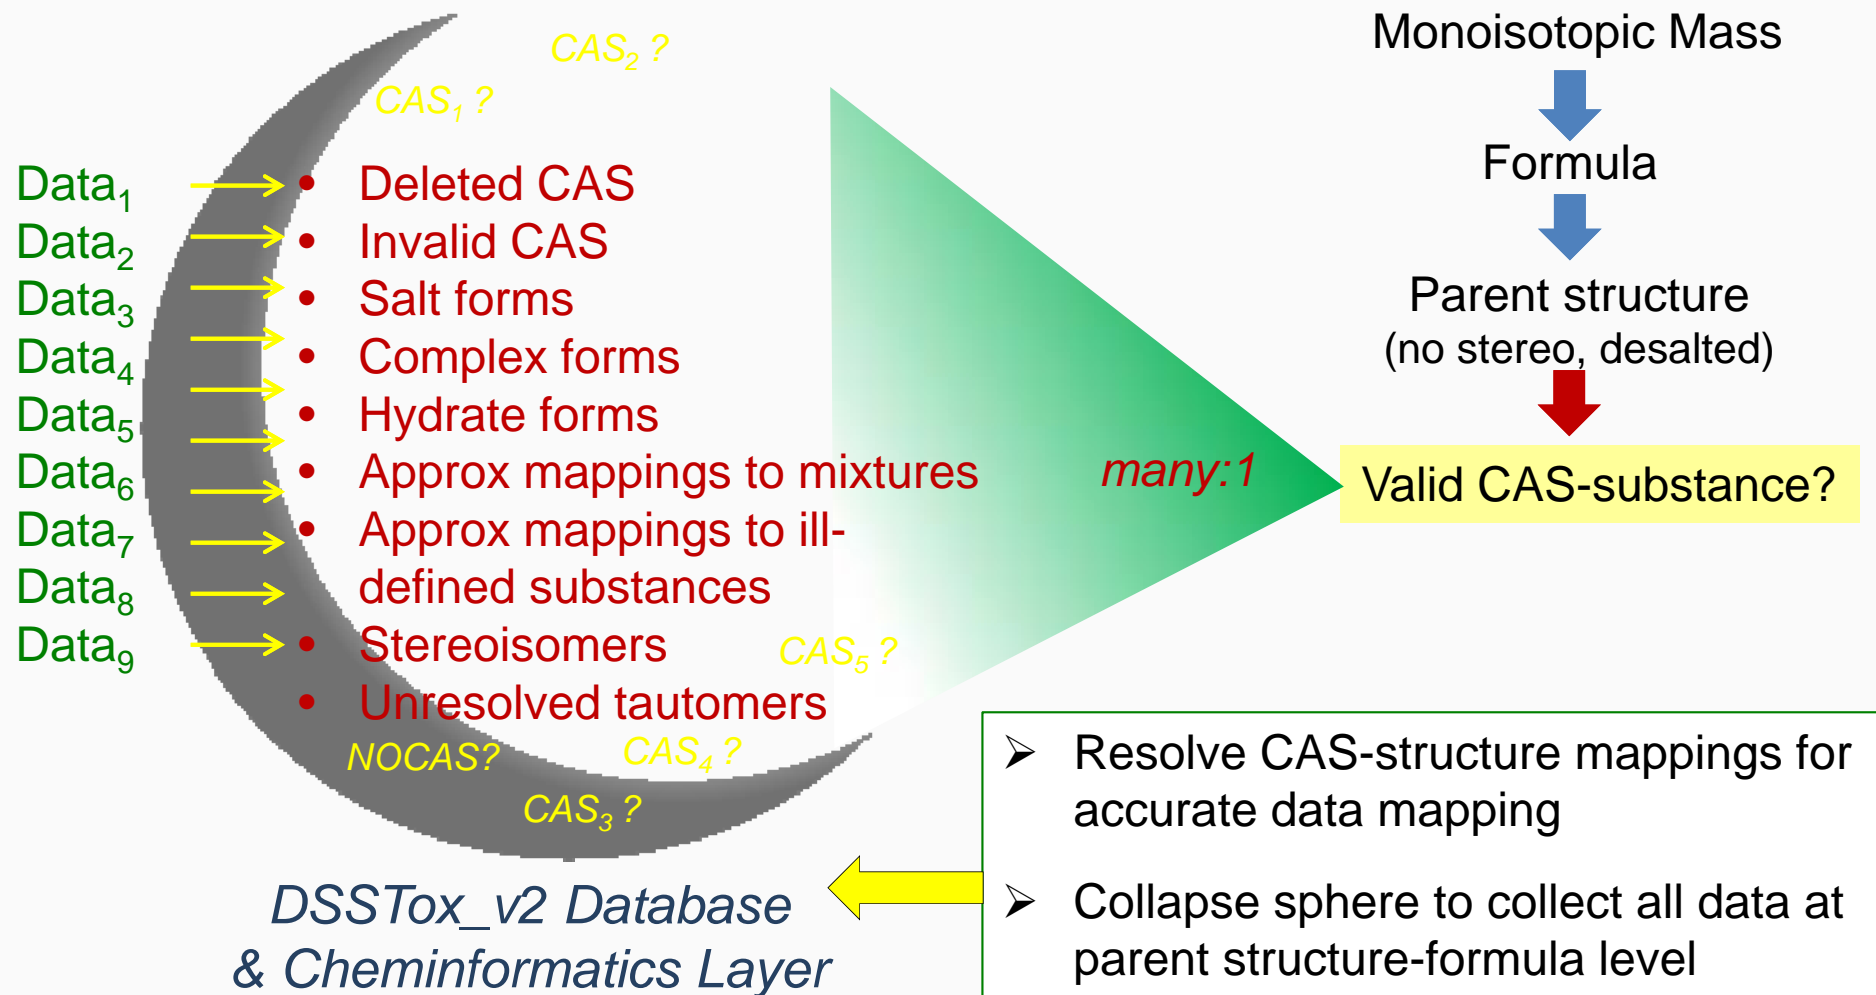 CAS₂ ?
CAS₁ ?
Data₁
Data₂
Data₃
Data₄
Data₅
Data₆
Data₇
Data₈
Data₉
• Deleted CAS
• Invalid CAS
• Salt forms
• Complex forms
• Hydrate forms
• Approx mappings to mixtures
• Approx mappings to ill-
defined substances
• Stereoisomers
• Unresolved tautomers
CAS₅ ?
NOCAS?
CAS₄ ?
CAS₃ ?
DSSTox_v2 Database
& Cheminformatics Layer
many:1
Monoisotopic Mass
Formula
Parent structure
(no stereo, desalted)
Valid CAS-substance?
➢ Resolve CAS-structure mappings for
accurate data mapping
➢ Collapse sphere to collect all data at
parent structure-formula level